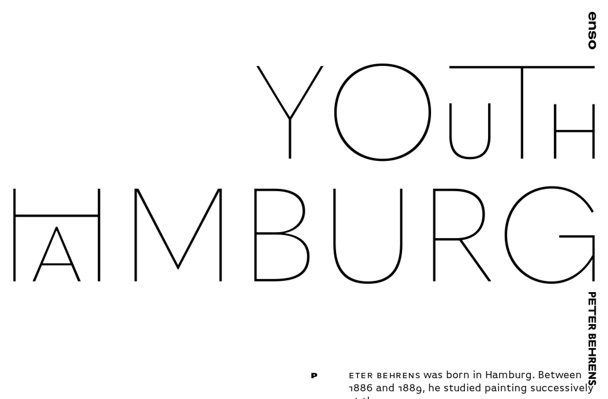 enso
YOUTH
HAMBURG
PETER BEHRENS.
P
ETER BEHRENS was born in Hamburg. Between
1886 and 1889, he studied painting successively